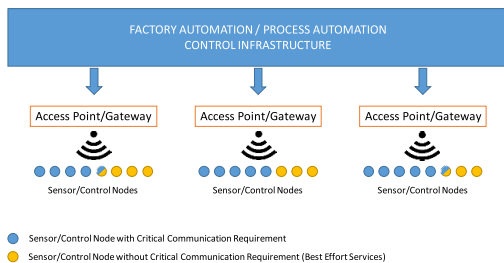 FACTORY AUTOMATION / PROCESS AUTOMATION
CONTROL INFRASTRUCTURE
Access Point/Gateway
Access Point/Gateway
Access Point/Gateway
Sensor/Control Nodes
Sensor/Control Nodes
Sensor/Control Nodes
Sensor/Control Node with Critical Communication Requirement
Sensor/Control Node without Critical Communication Requirement (Best Effort Services)